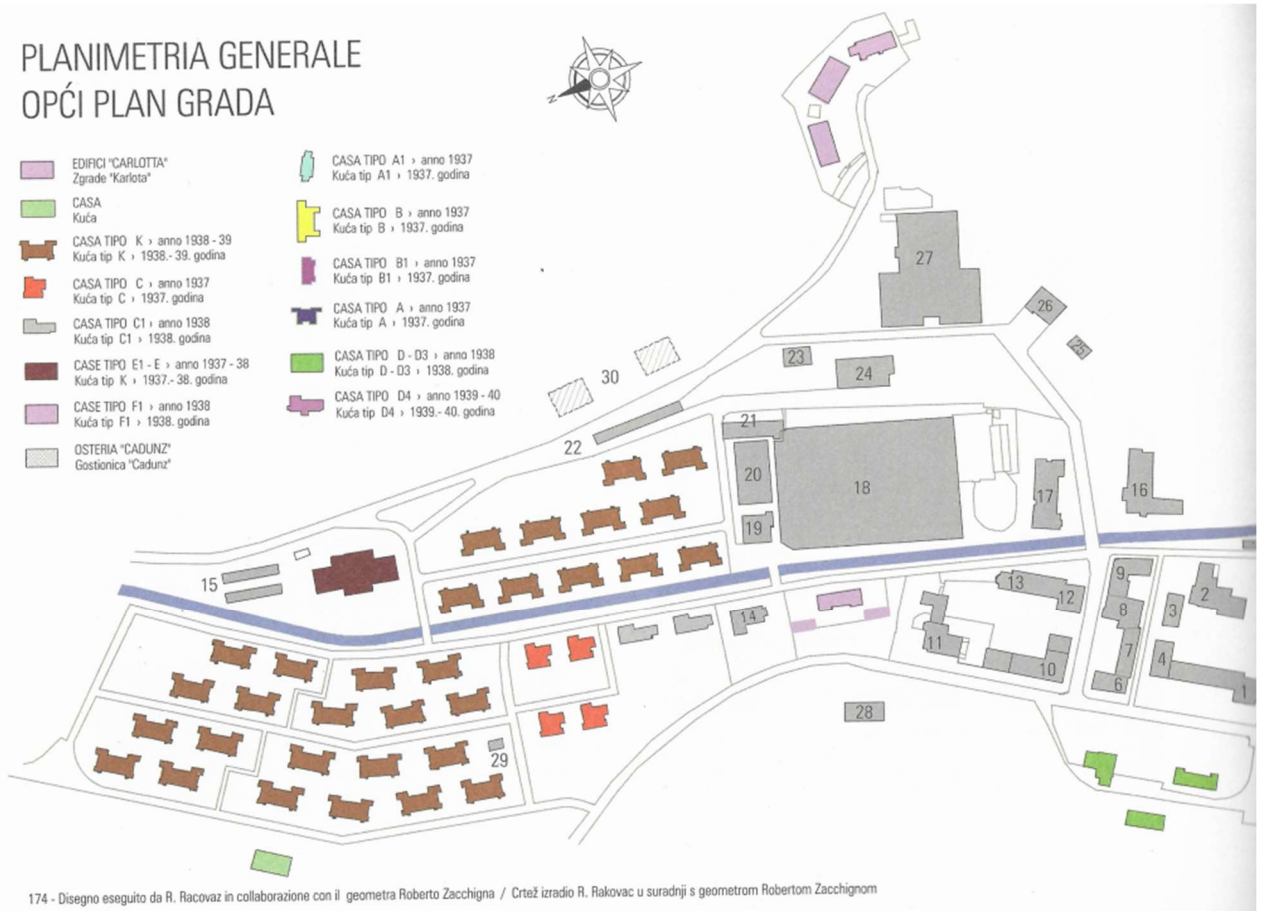 PLANIMETRIA GENERALE
OPĆI PLAN GRADA
N
EDIFICI "CARLOTTA"
Zgrade "Karlota"
CASA
Kuća
CASA TIPO K › anno 1938 - 39
Kuća tip K › 1938.- 39. godina
CASA TIPO C › anno 1937
Kuća tip C › 1937. godina
CASA TIPO C1 › anno 1938
Kuća tip C1 › 1938. godina
CASE TIPO E1 - E › anno 1937 - 38
Kuća tip K › 1937.- 38. godina
CASE TIPO F1 › anno 1938
Kuća tip F1 › 1938. godina
OSTERIA "CADUNZ"
Gostionica "Cadunz"
CASA TIPO A1 › anno 1937
Kuća tip A1 › 1937. godina
CASA TIPO B › anno 1937
Kuća tip B › 1937. godina
CASA TIPO B1 › anno 1937
Kuća tip B1 › 1937. godina
CASA TIPO A › anno 1937
Kuća tip A › 1937. godina
CASA TIPO D - D3 › anno 1938
Kuća tip D - D3 › 1938. godina
CASA TIPO D4 › anno 1939 - 40
Kuća tip D4 › 1939.- 40. godina
27
26
25
23
24
30
22
21
20
19
18
17
16
15
14
13
12
11
10
9
8
7
6
3
2
4
1
28
29
174 - Disegno eseguito da R. Racovaz in collaborazione con il geometra Roberto Zacchigna / Crtež izradio R. Rakovac u suradnji s geometrom Robertom Zacchignom